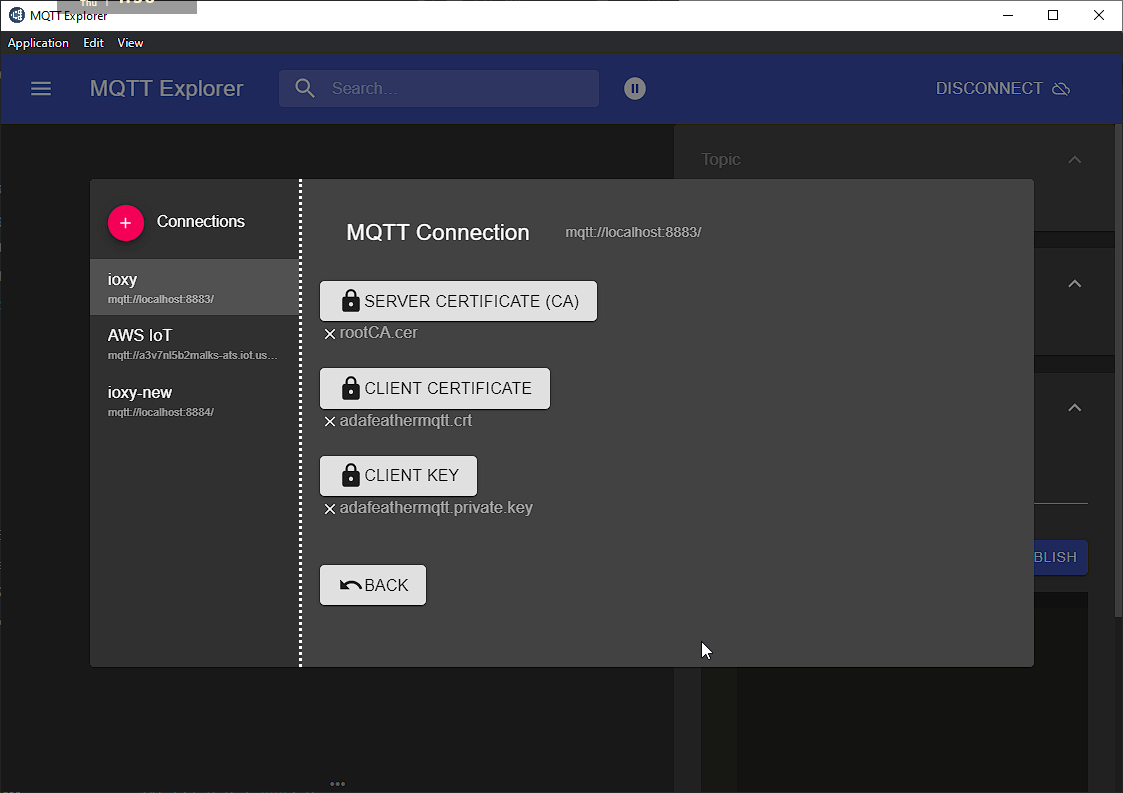 MQTT Explorer
Application Edit View
MQTT Explorer
Search...
DISCONNECT
Topic
Connections
MQTT Connection mqtt://localhost:8883/
ioxy
mqtt://localhost:8883/
AWS IoT
mqtt://a3v7nl5b2malks-ats.iot.us...
ioxy-new
mqtt://localhost:8884/
SERVER CERTIFICATE (CA)
rootCA.cer
CLIENT CERTIFICATE
adafeathermqtt.crt
CLIENT KEY
adafeathermqtt.private.key
BACK
BLISH